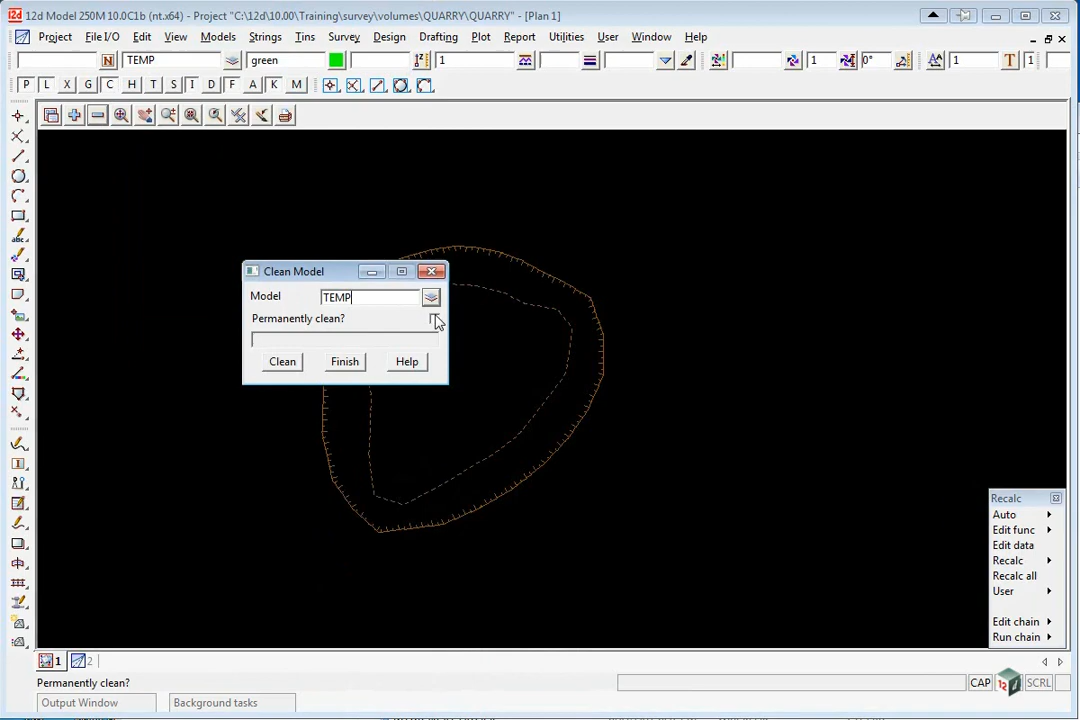 12d Model 250M 10.0C1b (nt.x64) - Project "C:\12d\10.00\Training\survey\volumes\QUARRY\QUARRY" - [Plan 1]
Project File I/O Edit View Models Strings Tins Survey Design Drafting Plot Report Utilities User Window Help
N TEMP green 1 1 0° 1 T 1
P L X G C H T S I D F A K M
Clean Model
Model TEMP
Permanently clean?
Clean Finish Help
Recalc
Auto
Edit func
Edit data
Recalc
Recalc all
User
Edit chain
Run chain
1 2
Permanently clean? CAP 12 SCRL
Output Window Background tasks